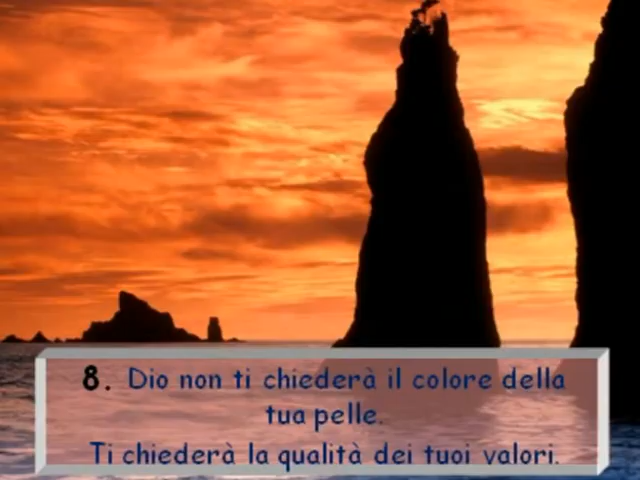 8. Dio non ti chiederà il colore della
tua pelle.
Ti chiederà la qualità dei tuoi valori.